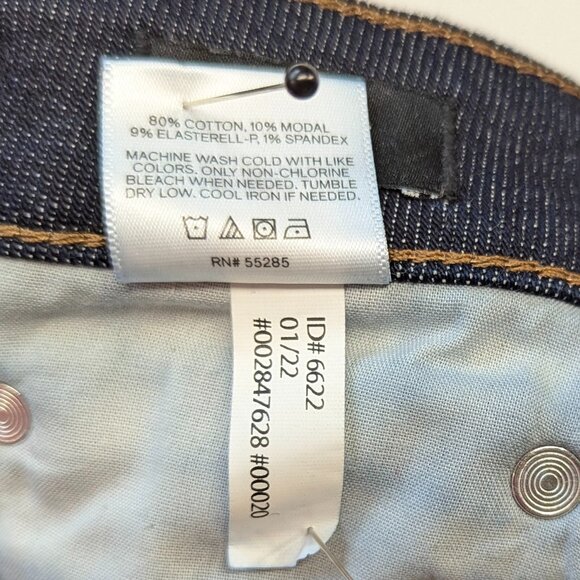 80% COTTON, 10% MODAL
9% ELASTERELL-P, 1% SPANDEX
MACHINE WASH COLD WITH LIKE
COLORS. ONLY NON-CHLORINE
BLEACH WHEN NEEDED. TUMBLE
DRY LOW. COOL IRON IF NEEDED.
RN# 55285
ID# 6622
01/22
#002847628 #00020